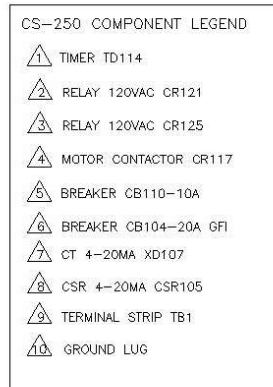 CS-250 COMPONENT LEGEND
1 TIMER TD114
2 RELAY 120VAC CR121
3 RELAY 120VAC CR125
4 MOTOR CONTACTOR CR117
5 BREAKER CB110-10A
6 BREAKER CB104-20A GFI
7 CT 4-20MA XD107
8 CSR 4-20MA CSR105
9 TERMINAL STRIP TB1
10 GROUND LUG